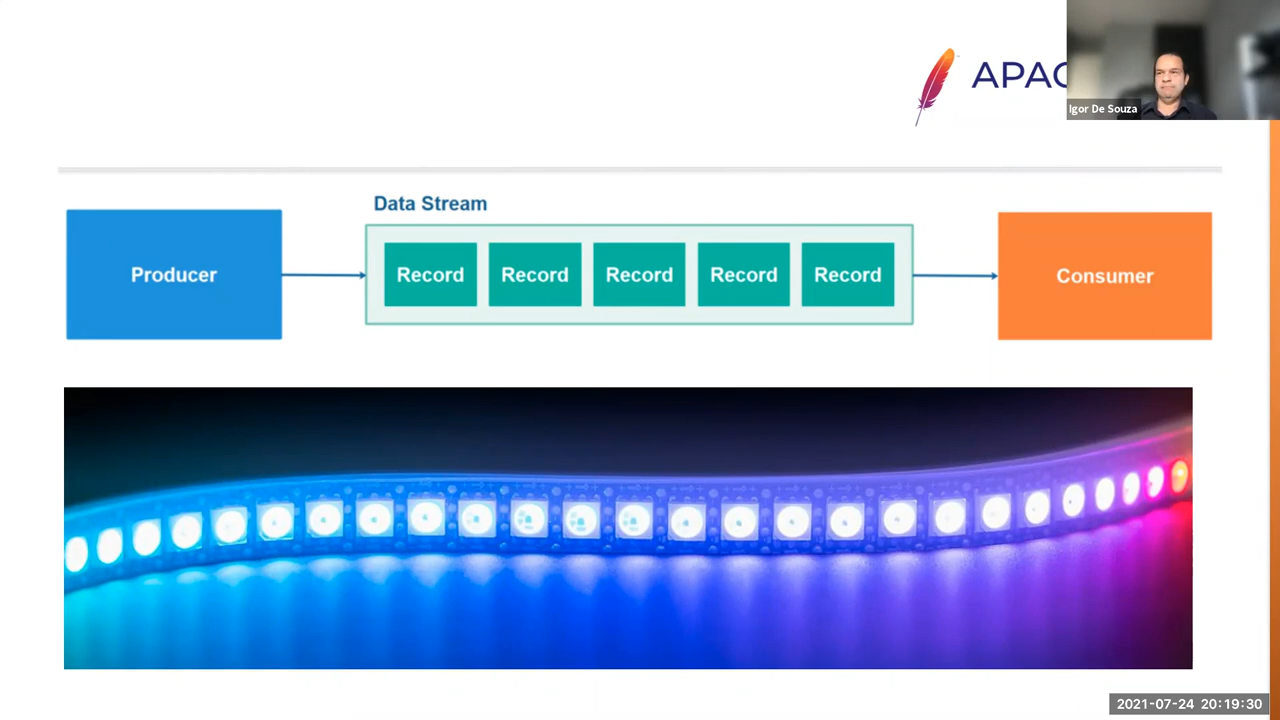 APAC
Igor De Souza
Data Stream
Producer
Record Record Record Record Record
Consumer
2021-07-24 20:19:30